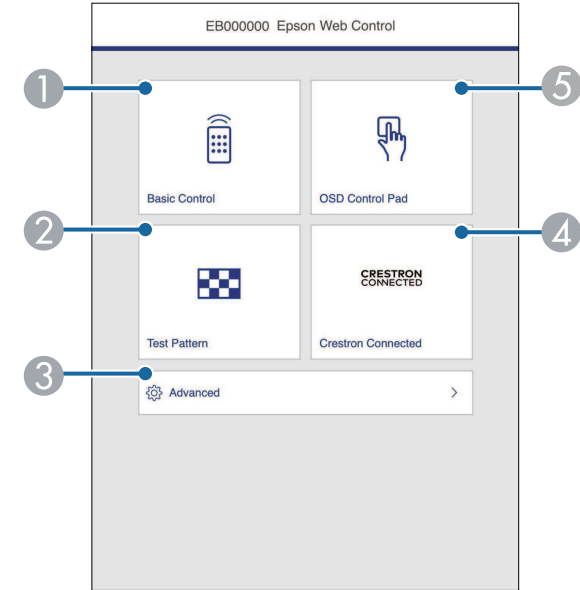 EB000000 Epson Web Control
1
5
Basic Control
OSD Control Pad
2
4
CRESTRON
CONNECTED
Test Pattern
Crestron Connected
3
Advanced